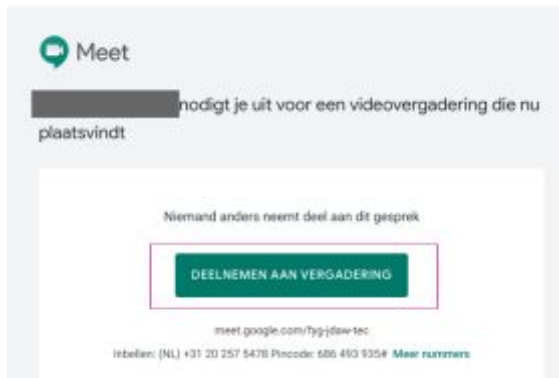 Meet
nodigt je uit voor een videovergadering die nu
plaatsvindt
Niemand anders neemt deel aan dit gesprek
DEELNEMEN AAN VERGADERING
meet.google.com/fyg-jdaw-tec
Inbellen: (NL) +31 20 257 5478 Pincode: 686 493 935# Meer nummers